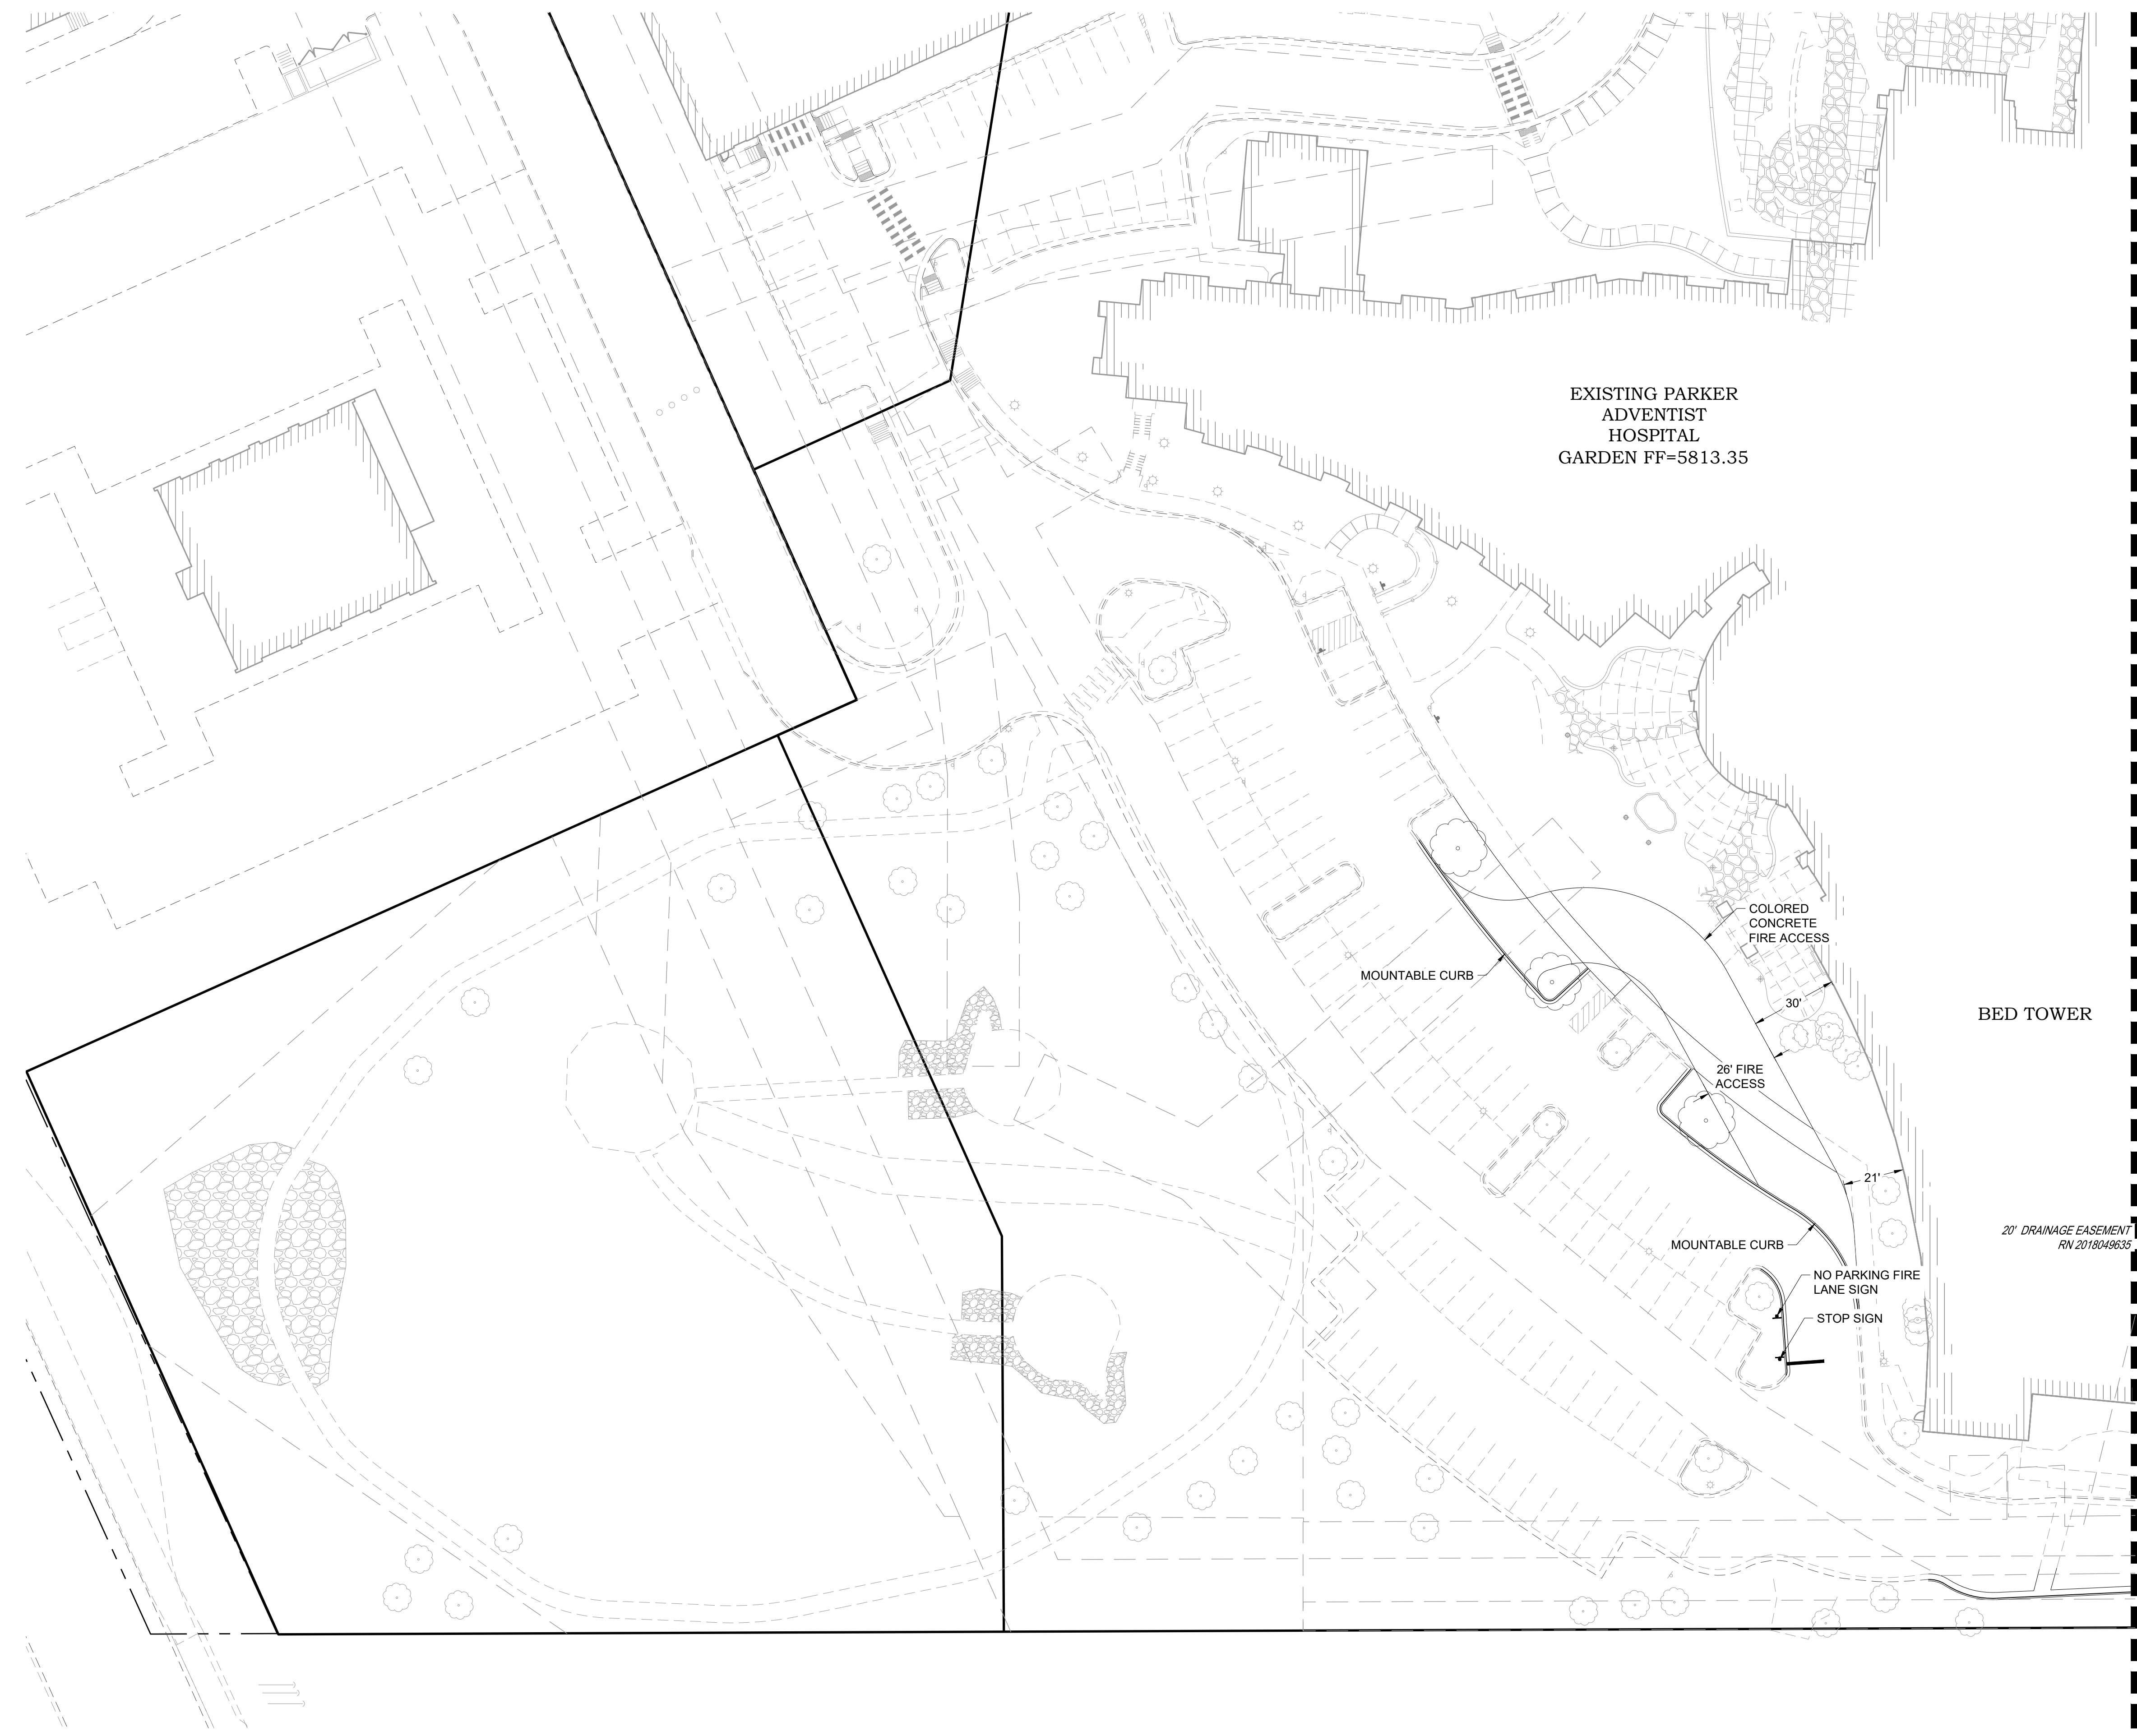 EXISTING PARKER
ADVENTIST
HOSPITAL
GARDEN FF=5813.35
COLORED
CONCRETE
FIRE ACCESS
MOUNTABLE CURB
30'
BED TOWER
26' FIRE
ACCESS
21'
20' DRAINAGE EASEMENT
RN 2018049635
MOUNTABLE CURB
NO PARKING FIRE
LANE SIGN
STOP SIGN